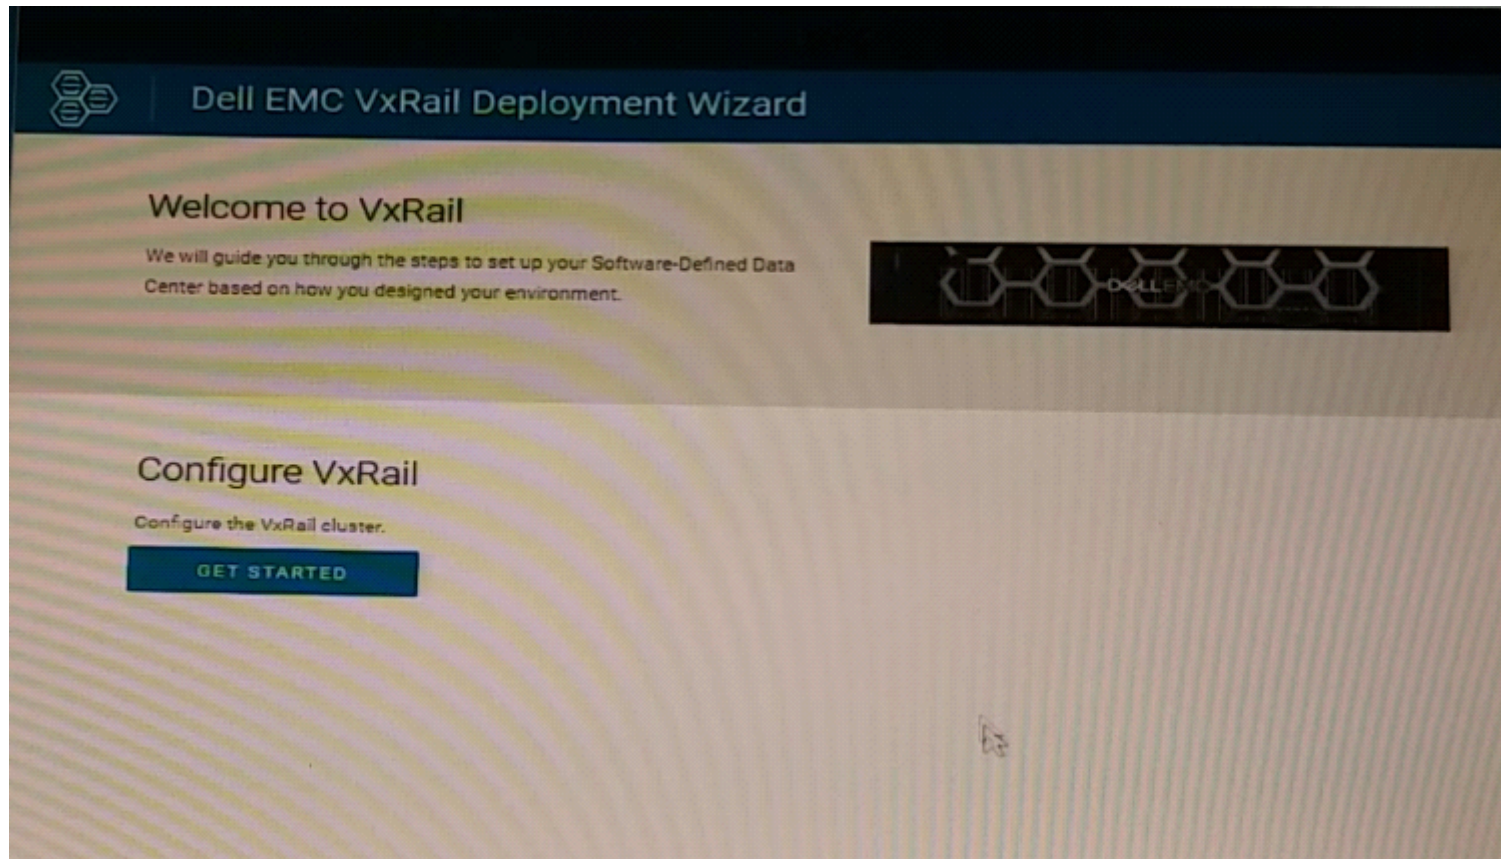 Dell EMC VxRail Deployment Wizard
Welcome to VxRail
We will guide you through the steps to set up your Software-Defined Data
Center based on how you designed your environment.
DELLEMC
Configure VxRail
Configure the VxRail cluster.
GET STARTED